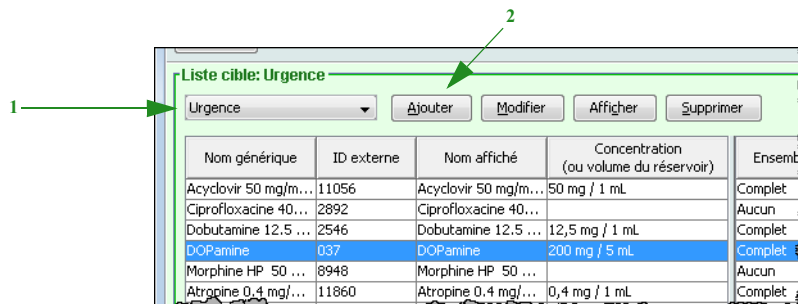 2
Liste cible: Urgence
1
Urgence Ajouter Modifier Afficher Supprimer
Nom générique ID externe Nom affiché Concentration (ou volume du réservoir) Ensemb
Acyclovir 50 mg/m... 11056 Acyclovir 50 mg/m... 50 mg / 1 mL Complet
Ciprofloxacine 40... 2892 Ciprofloxacine 40... Aucun
Dobutamine 12.5 ... 2546 Dobutamine 12.5 ... 12,5 mg / 1 mL Complet
DOPamine 037 DOPamine 200 mg / 5 mL Complet
Morphine HP 50 ... 8948 Morphine HP 50 ... Aucun
Atropine 0.4 mg/... 11860 Atropine 0.4 mg/... 0,4 mg / 1 mL Complet